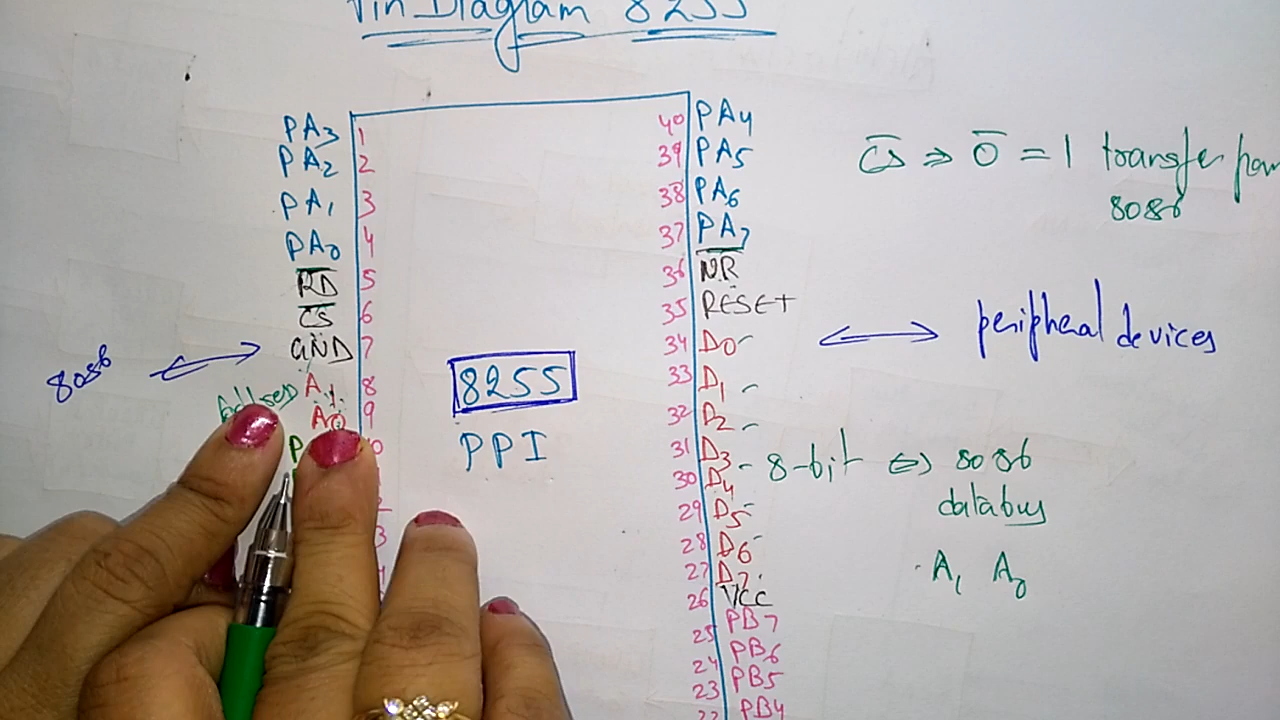 Pin Diagram 8255
PA3 1
PA2 2
PA1 3
PA0 4
RD 5
CS 6
GND 7
8086
Address A1 8
A0 9
P
8255
PPI
40 PA4
39 PA5
38 PA6
37 PA7
36 WR
35 RESET
34 D0
33 D1
32 D2
31 D3
30 D4
29 D5
28 D6
27 D7
26 VCC
25 PB7
24 PB6
23 PB5
22 PB4
C̅S̅ ⇒ 0̅ = 1 transfer from
8086
peripheral devices
8-bit ⇔ 8086
databus
A1 A0